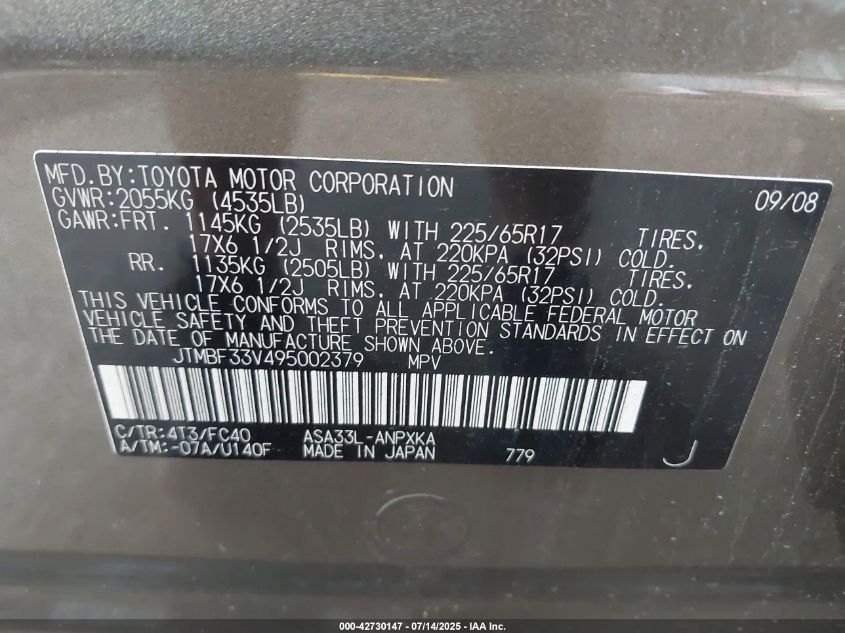 MFD.BY:TOYOTA MOTOR CORPORATION 09/08
GVWR:2055KG (4535LB)
GAWR:FRT. 1145KG (2535LB) WITH 225/65R17 TIRES,
17X6 1/2J RIMS, AT 220KPA (32PSI) COLD.
RR. 1135KG (2505LB) WITH 225/65R17 TIRES,
17X6 1/2J RIMS, AT 220KPA (32PSI) COLD.
THIS VEHICLE CONFORMS TO ALL APPLICABLE FEDERAL MOTOR
VEHICLE SAFETY AND THEFT PREVENTION STANDARDS IN EFFECT ON
THE DATE OF MANUFACTURE SHOWN ABOVE.
JTMBF33V495002379 MPV
C/TR:4T3/FC40 ASA33L-ANPXKA
A/TM:-07A/U140F MADE IN JAPAN 779 J
000-42730147 - 07/14/2025 - IAA Inc.